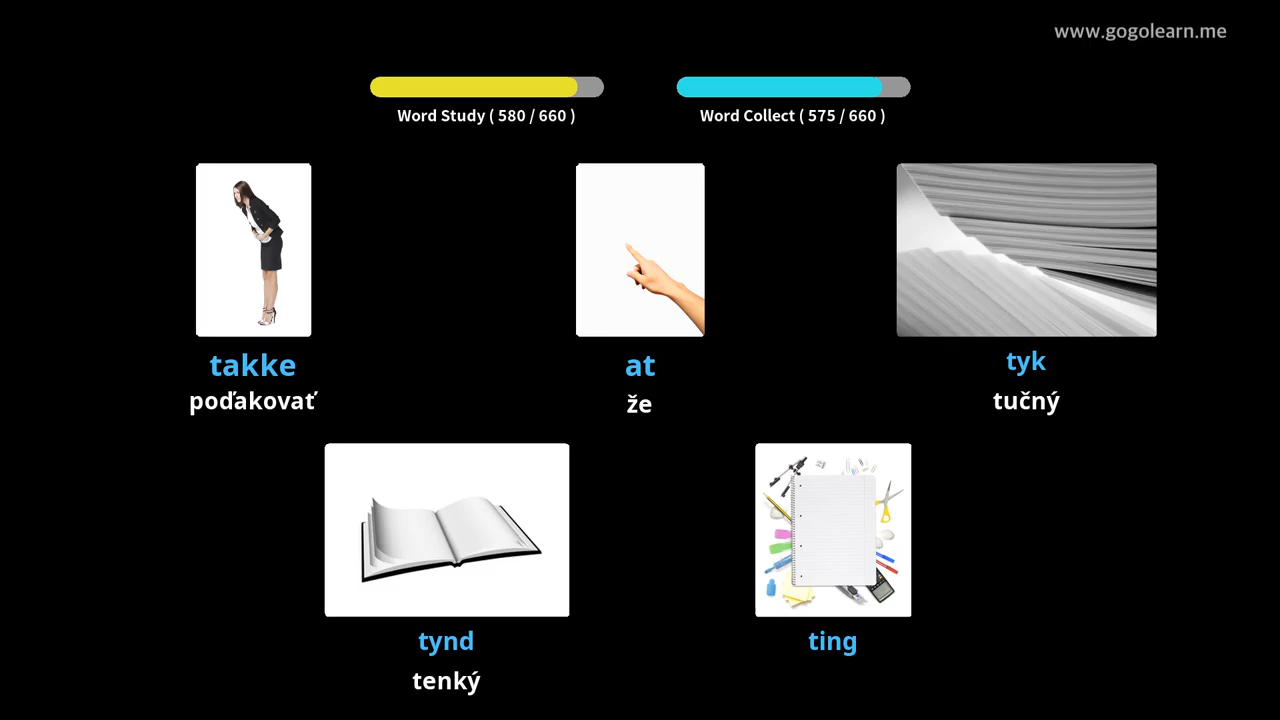 www.gogolearn.me
Word Study ( 580 / 660 )
Word Collect ( 575 / 660 )
takke
poďakovať
at
že
tyk
tučný
tynd
tenký
ting